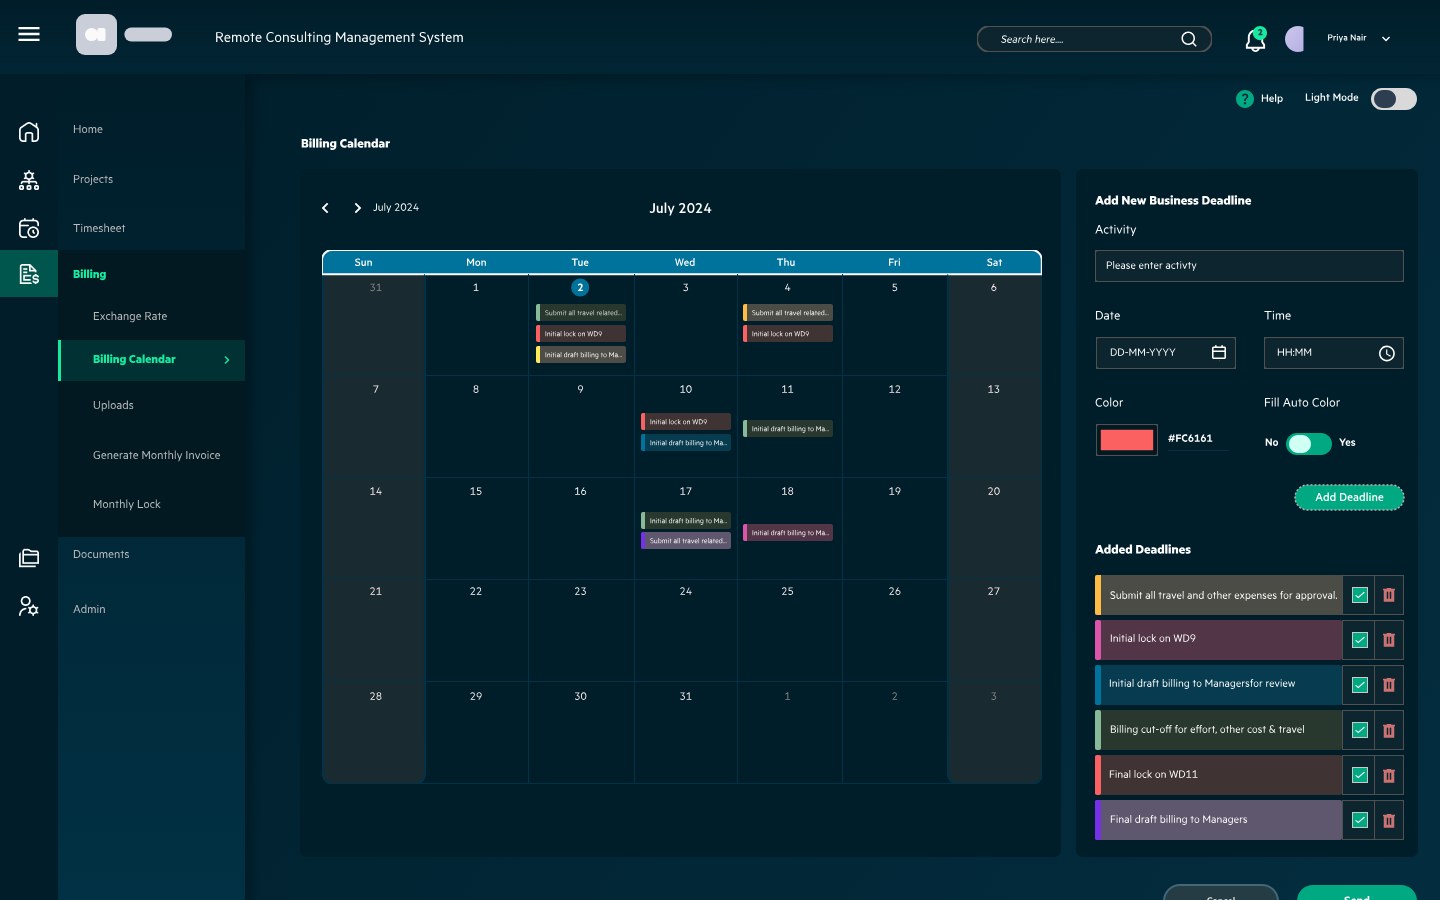 Remote Consulting Management System
Search here....
2
Priya Nair
? Help
Light Mode
Home
Projects
Timesheet
Billing
Exchange Rate
Billing Calendar
Uploads
Generate Monthly Invoice
Monthly Lock
Documents
Admin
Billing Calendar
July 2024
July 2024
Sun Mon Tue Wed Thu Fri Sat
31 1 2 3 4 5 6
Submit all travel related...
Initial lock on WD9
Initial draft billing to Ma...
Submit all travel related...
Initial lock on WD9
7 8 9 10 11 12 13
Initial lock on WD9
Initial draft billing to Ma...
Initial draft billing to Ma...
14 15 16 17 18 19 20
Initial draft billing to Ma...
Submit all travel related...
Initial draft billing to Ma...
21 22 23 24 25 26 27
28 29 30 31 1 2 3
Add New Business Deadline
Activity
Please enter activty
Date Time
DD-MM-YYYY HH:MM
Color Fill Auto Color
#FC6161 No Yes
Add Deadline
Added Deadlines
Submit all travel and other expenses for approval.
Initial lock on WD9
Initial draft billing to Managersfor review
Billing cut-off for effort, other cost & travel
Final lock on WD11
Final draft billing to Managers
Cancel Send